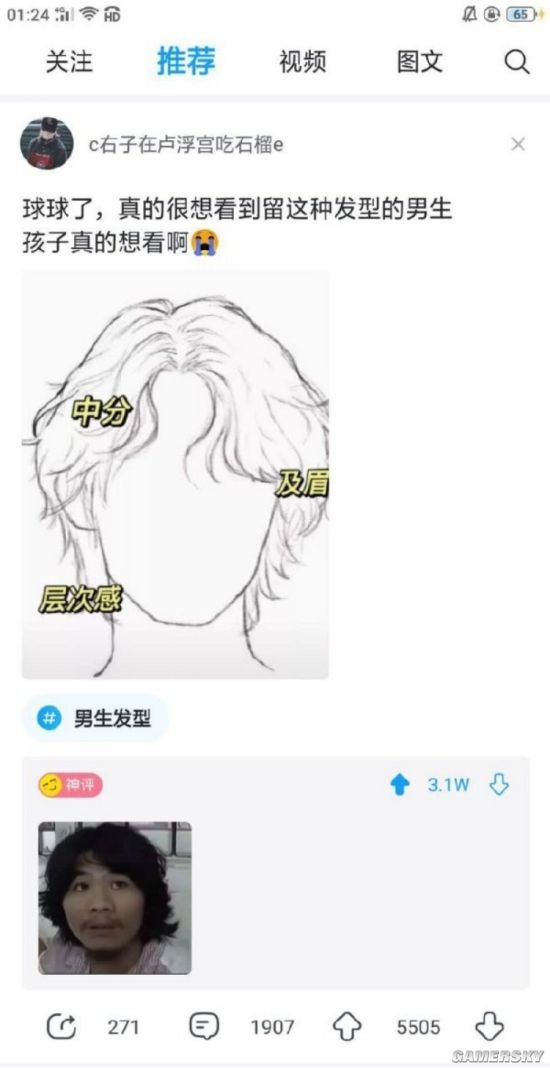 01:24 4G HD 65
关注 推荐 视频 图文
c右子在卢浮宫吃石榴e
球球了，真的很想看到留这种发型的男生
孩子真的想看啊😭
中分
及眉
层次感
# 男生发型
神评 3.1W
271 1907 5505
GAMERSKY